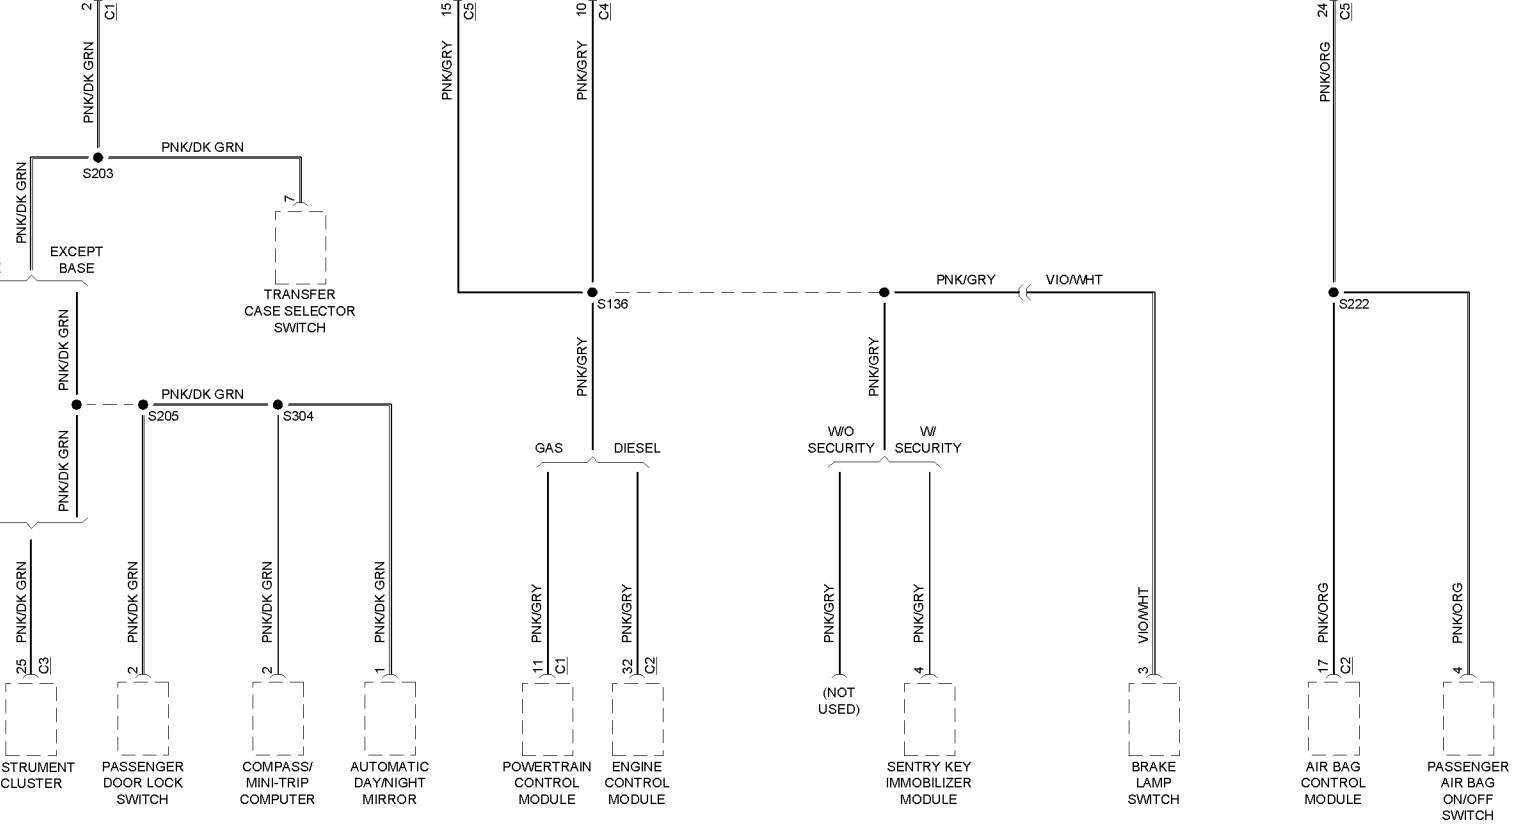 2
C1
15
C5
10
C4
24
C5
PNK/DK GRN
PNK/GRY
PNK/GRY
PNK/ORG
PNK/DK GRN
S203
PNK/DK GRN
7
EXCEPT
BASE
TRANSFER
CASE SELECTOR
SWITCH
PNK/GRY
VIO/WHT
S136
S222
PNK/DK GRN
PNK/GRY
PNK/GRY
PNK/DK GRN
S205
S304
PNK/DK GRN
GAS
DIESEL
W/O
SECURITY
W/
SECURITY
PNK/DK GRN
PNK/DK GRN
PNK/DK GRN
PNK/DK GRN
PNK/GRY
PNK/GRY
PNK/GRY
PNK/GRY
VIO/WHT
PNK/ORG
PNK/ORG
25
C3
2
2
1
11
C1
32
C2
4
3
17
C2
4
(NOT
USED)
STRUMENT
CLUSTER
PASSENGER
DOOR LOCK
SWITCH
COMPASS/
MINI-TRIP
COMPUTER
AUTOMATIC
DAY/NIGHT
MIRROR
POWERTRAIN
CONTROL
MODULE
ENGINE
CONTROL
MODULE
SENTRY KEY
IMMOBILIZER
MODULE
BRAKE
LAMP
SWITCH
AIR BAG
CONTROL
MODULE
PASSENGER
AIR BAG
ON/OFF
SWITCH